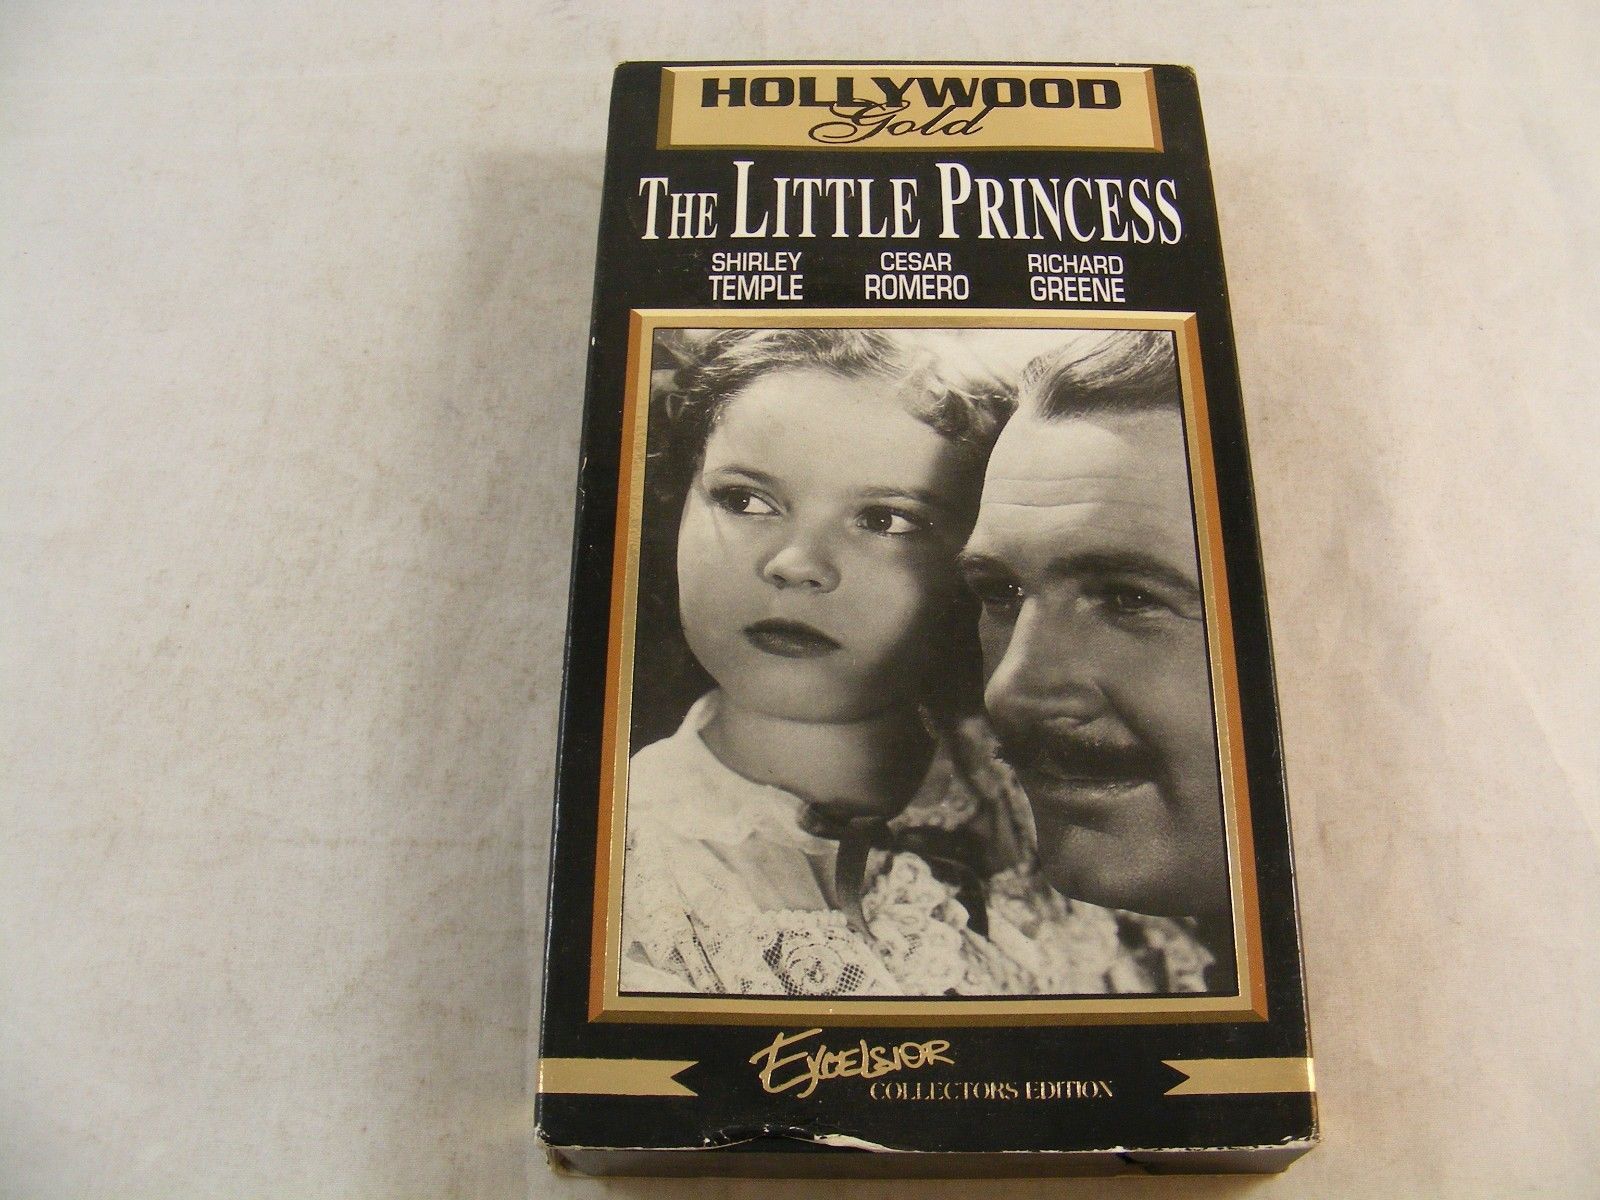 HOLLYWOOD
Gold
THE LITTLE PRINCESS
SHIRLEY TEMPLE
CESAR ROMERO
RICHARD GREENE
EXCELSIOR
COLLECTORS EDITION